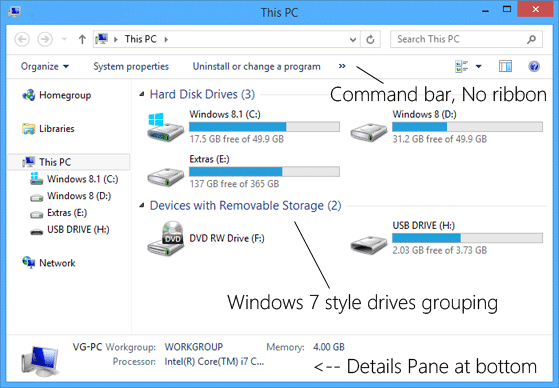 This PC
This PC
Search This PC
Organize
System properties
Uninstall or change a program
»
Command bar, No ribbon
Homegroup
Libraries
This PC
Windows 8.1 (C:)
Windows 8 (D:)
Extras (E:)
USB DRIVE (H:)
Network
Hard Disk Drives (3)
Windows 8.1 (C:)
17.5 GB free of 49.9 GB
Windows 8 (D:)
31.2 GB free of 49.9 GB
Extras (E:)
137 GB free of 365 GB
Devices with Removable Storage (2)
DVD
DVD RW Drive (F:)
USB DRIVE (H:)
2.03 GB free of 3.73 GB
Windows 7 style drives grouping
VG-PC Workgroup: WORKGROUP Memory: 4.00 GB
Processor: Intel(R) Core(TM) i7 C...
<-- Details Pane at bottom